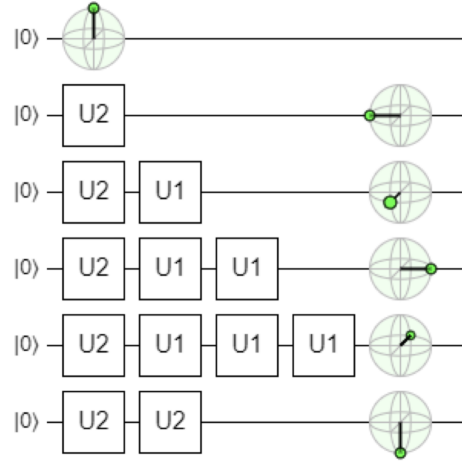 |0⟩
|0⟩ U2
|0⟩ U2 U1
|0⟩ U2 U1 U1
|0⟩ U2 U1 U1 U1
|0⟩ U2 U2